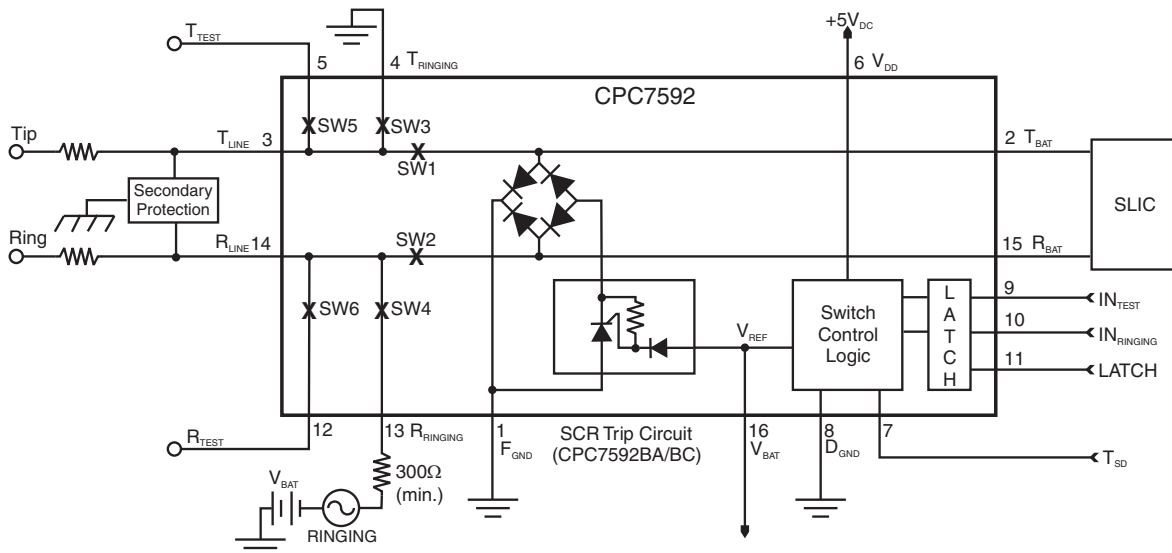 +5V_DC
T_TEST
5
4 T_RINGING
6 V_DD
CPC7592
Tip
T_LINE 3
SW5
SW3
SW1
2 T_BAT
Secondary
Protection
SLIC
Ring
R_LINE 14
SW2
15 R_BAT
SW6
SW4
V_REF
Switch
Control
Logic
L
A
T
C
H
9
IN_TEST
10
IN_RINGING
11
LATCH
R_TEST
12
13 R_RINGING
1
F_GND
SCR Trip Circuit
(CPC7592BA/BC)
16
V_BAT
8
D_GND
7
T_SD
300Ω
(min.)
V_BAT
RINGING